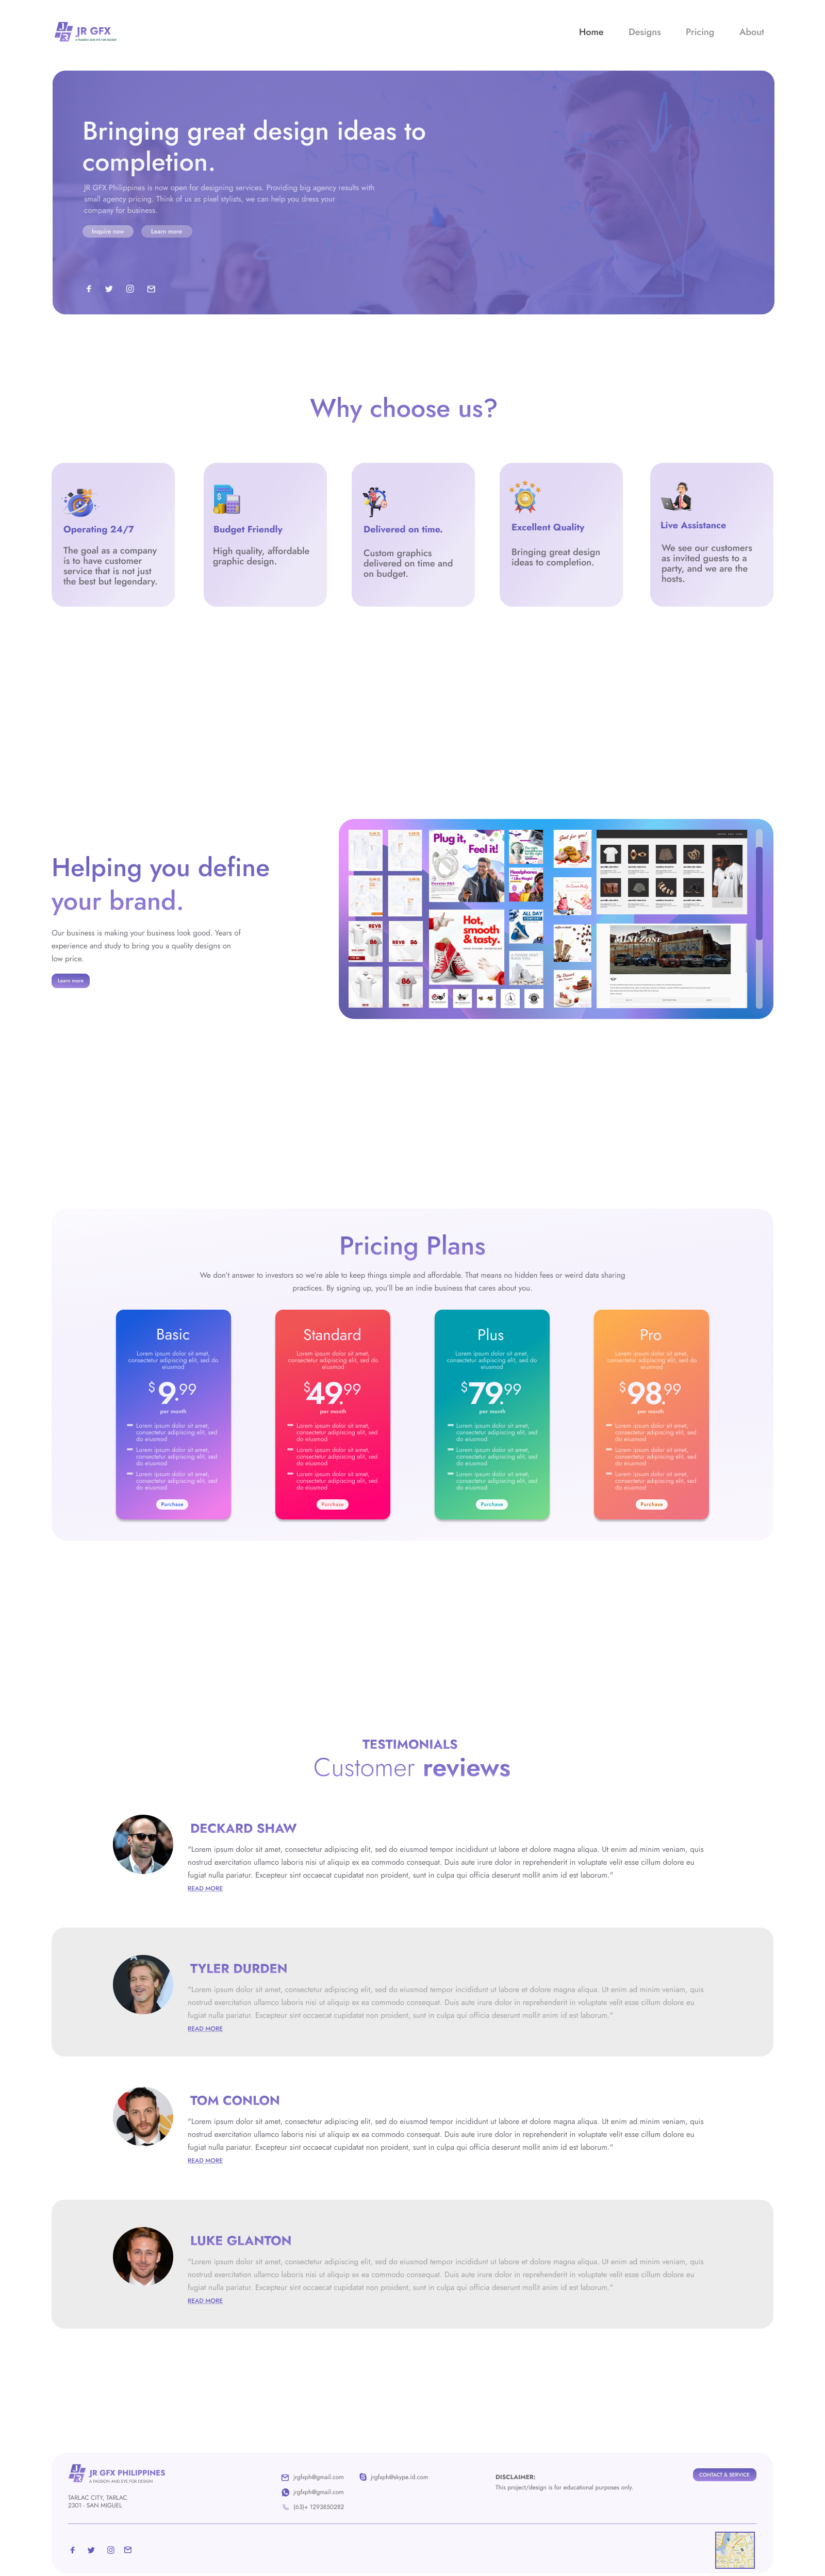 JR GFX
A PASSION AND EYE FOR DESIGN
Home
Designs
Pricing
About
Bringing great design ideas to
completion.
JR GFX Philippines is now open for designing services. Providing big agency results with
small agency pricing. Think of us as pixel stylists, we can help you dress your
company for business.
Inquire now
Learn more
Why choose us?
Operating 24/7
The goal as a company
is to have customer
service that is not just
the best but legendary.
Budget Friendly
High quality, affordable
graphic design.
Delivered on time.
Custom graphics
delivered on time and
on budget.
Excellent Quality
Bringing great design
ideas to completion.
Live Assistance
We see our customers
as invited guests to a
party, and we are the
hosts.
Helping you define
your brand.
Our business is making your business look good. Years of
experience and study to bring you a quality designs on
low price.
Learn more
Plug it,
Feel it!
Headphones
Like Magic!
Hot,
smooth
& tasty.
ALL DAY
Just for you!
REV8
86
REV8
86
86
MINI ZONE
Pricing Plans
We don't answer to investors so we're able to keep things simple and affordable. That means no hidden fees or weird data sharing
practices. By signing up, you'll be an indie business that cares about you.
Basic
Lorem ipsum dolor sit amet,
consectetur adipiscing elit, sed do
eiusmod
$9.99
per month
Lorem ipsum dolor sit amet,
consectetur adipiscing elit, sed
do eiusmod
Lorem ipsum dolor sit amet,
consectetur adipiscing elit, sed
do eiusmod
Lorem ipsum dolor sit amet,
consectetur adipiscing elit, sed
do eiusmod
Purchase
Standard
Lorem ipsum dolor sit amet,
consectetur adipiscing elit, sed do
eiusmod
$49.99
per month
Lorem ipsum dolor sit amet,
consectetur adipiscing elit, sed
do eiusmod
Lorem ipsum dolor sit amet,
consectetur adipiscing elit, sed
do eiusmod
Lorem ipsum dolor sit amet,
consectetur adipiscing elit, sed
do eiusmod
Purchase
Plus
Lorem ipsum dolor sit amet,
consectetur adipiscing elit, sed do
eiusmod
$79.99
per month
Lorem ipsum dolor sit amet,
consectetur adipiscing elit, sed
do eiusmod
Lorem ipsum dolor sit amet,
consectetur adipiscing elit, sed
do eiusmod
Lorem ipsum dolor sit amet,
consectetur adipiscing elit, sed
do eiusmod
Purchase
Pro
Lorem ipsum dolor sit amet,
consectetur adipiscing elit, sed do
eiusmod
$98.99
per month
Lorem ipsum dolor sit amet,
consectetur adipiscing elit, sed
do eiusmod
Lorem ipsum dolor sit amet,
consectetur adipiscing elit, sed
do eiusmod
Lorem ipsum dolor sit amet,
consectetur adipiscing elit, sed
do eiusmod
Purchase
TESTIMONIALS
Customer reviews
DECKARD SHAW
"Lorem ipsum dolor sit amet, consectetur adipiscing elit, sed do eiusmod tempor incididunt ut labore et dolore magna aliqua. Ut enim ad minim veniam, quis
nostrud exercitation ullamco laboris nisi ut aliquip ex ea commodo consequat. Duis aute irure dolor in reprehenderit in voluptate velit esse cillum dolore eu
fugiat nulla pariatur. Excepteur sint occaecat cupidatat non proident, sunt in culpa qui officia deserunt mollit anim id est laborum."
READ MORE
TYLER DURDEN
"Lorem ipsum dolor sit amet, consectetur adipiscing elit, sed do eiusmod tempor incididunt ut labore et dolore magna aliqua. Ut enim ad minim veniam, quis
nostrud exercitation ullamco laboris nisi ut aliquip ex ea commodo consequat. Duis aute irure dolor in reprehenderit in voluptate velit esse cillum dolore eu
fugiat nulla pariatur. Excepteur sint occaecat cupidatat non proident, sunt in culpa qui officia deserunt mollit anim id est laborum."
READ MORE
TOM CONLON
"Lorem ipsum dolor sit amet, consectetur adipiscing elit, sed do eiusmod tempor incididunt ut labore et dolore magna aliqua. Ut enim ad minim veniam, quis
nostrud exercitation ullamco laboris nisi ut aliquip ex ea commodo consequat. Duis aute irure dolor in reprehenderit in voluptate velit esse cillum dolore eu
fugiat nulla pariatur. Excepteur sint occaecat cupidatat non proident, sunt in culpa qui officia deserunt mollit anim id est laborum."
READ MORE
LUKE GLANTON
"Lorem ipsum dolor sit amet, consectetur adipiscing elit, sed do eiusmod tempor incididunt ut labore et dolore magna aliqua. Ut enim ad minim veniam, quis
nostrud exercitation ullamco laboris nisi ut aliquip ex ea commodo consequat. Duis aute irure dolor in reprehenderit in voluptate velit esse cillum dolore eu
fugiat nulla pariatur. Excepteur sint occaecat cupidatat non proident, sunt in culpa qui officia deserunt mollit anim id est laborum."
READ MORE
JR GFX PHILIPPINES
A PASSION AND EYE FOR DESIGN
TARLAC CITY, TARLAC
2301 - SAN MIGUEL
jrgfxph@gmail.com
jrgfxph@gmail.com
(63)+ 1293850282
jrgfxph@skype.id.com
DISCLAIMER:
This project/design is for educational purposes only.
CONTACT & SERVICE